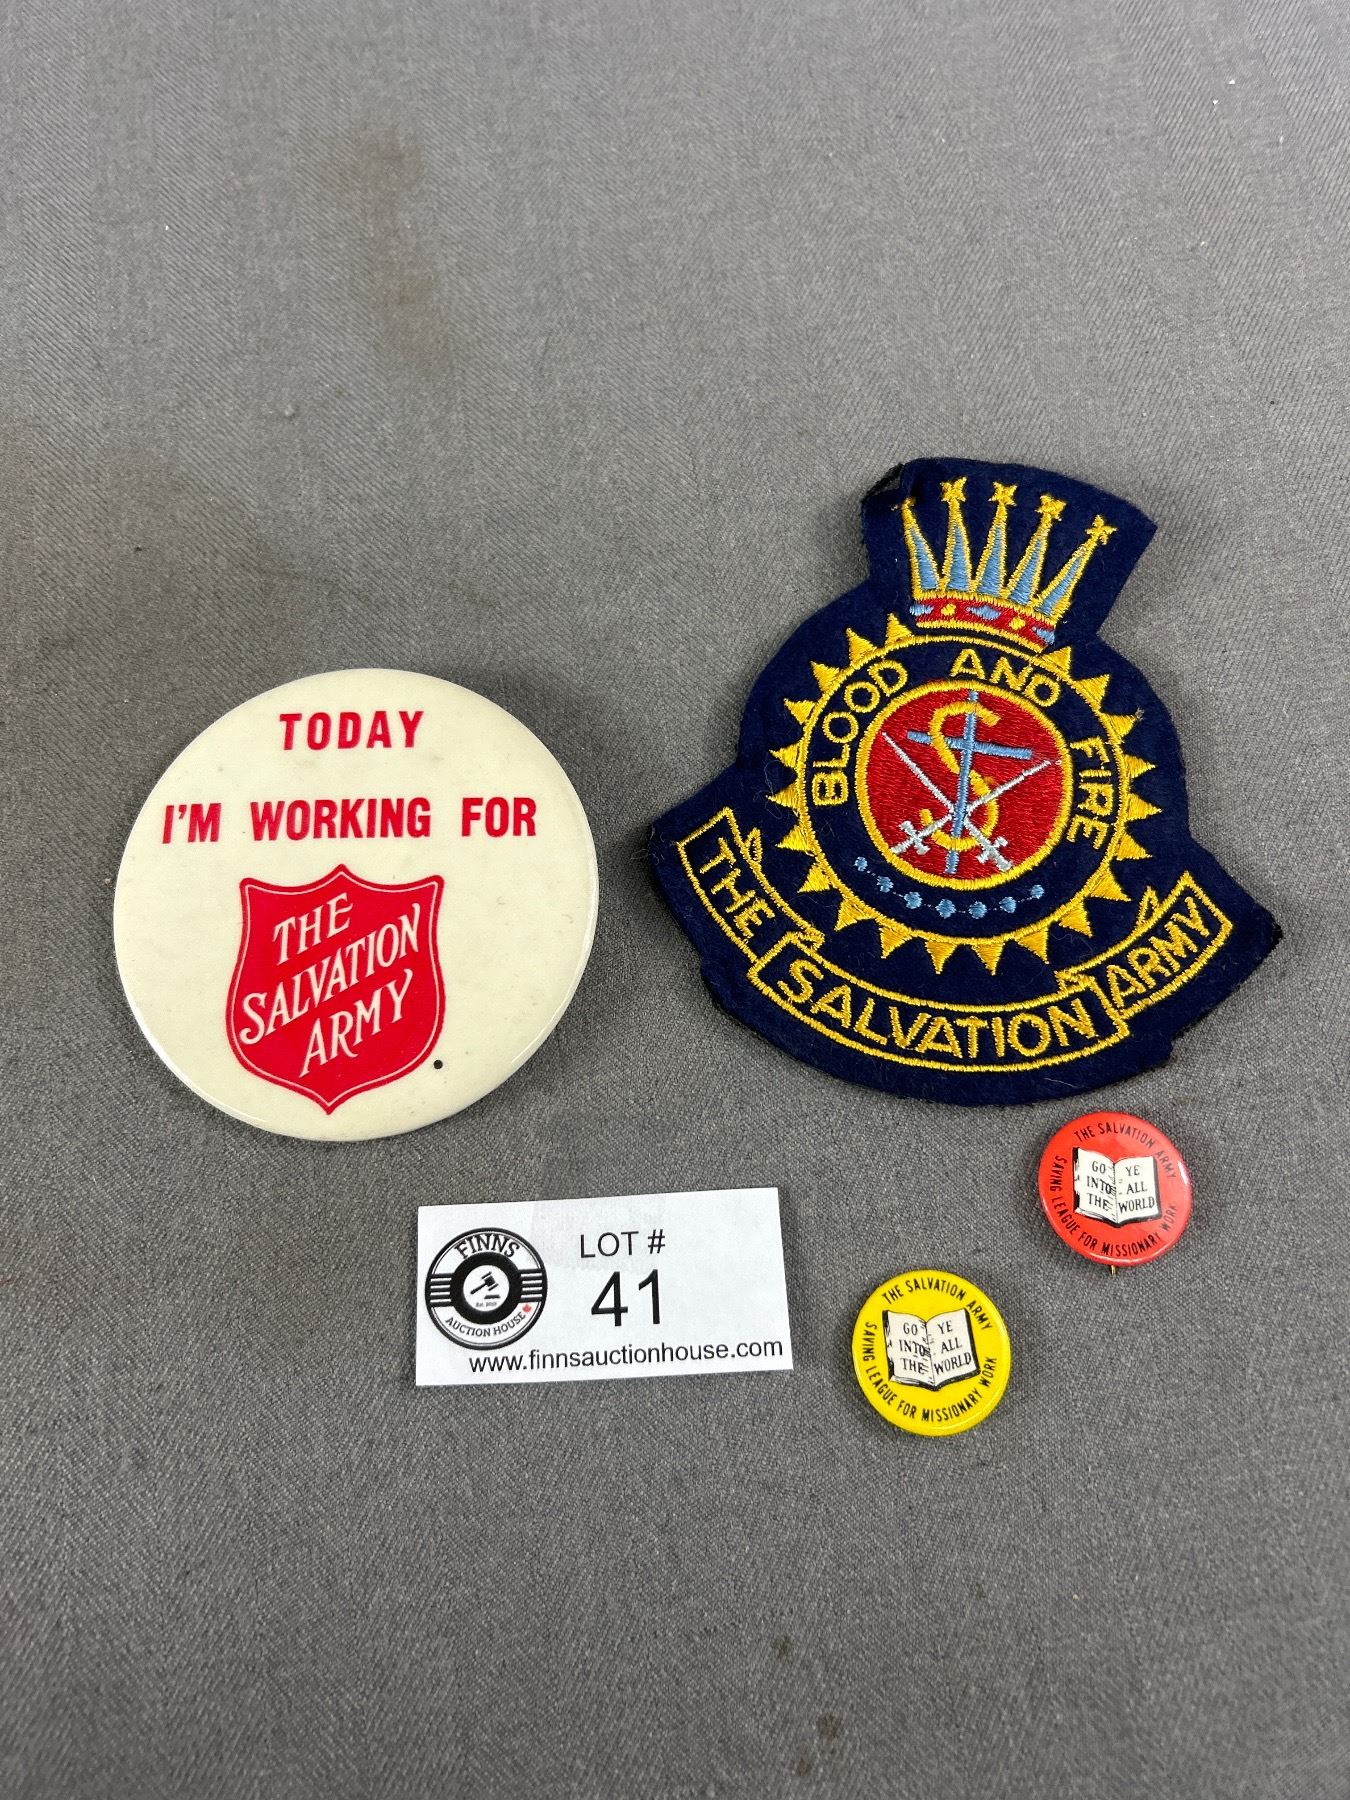 TODAY
I'M WORKING FOR
THE
SALVATION
ARMY
BLOOD AND FIRE
S
THE SALVATION ARMY
THE SALVATION ARMY
GO YE
INTO ALL
THE WORLD
SAVING LEAGUE FOR MISSIONARY WORK
FINNS
AUCTION HOUSE
LOT #
41
www.finnsauctionhouse.com
THE SALVATION ARMY
GO YE
INTO ALL
THE WORLD
SAVING LEAGUE FOR MISSIONARY WORK